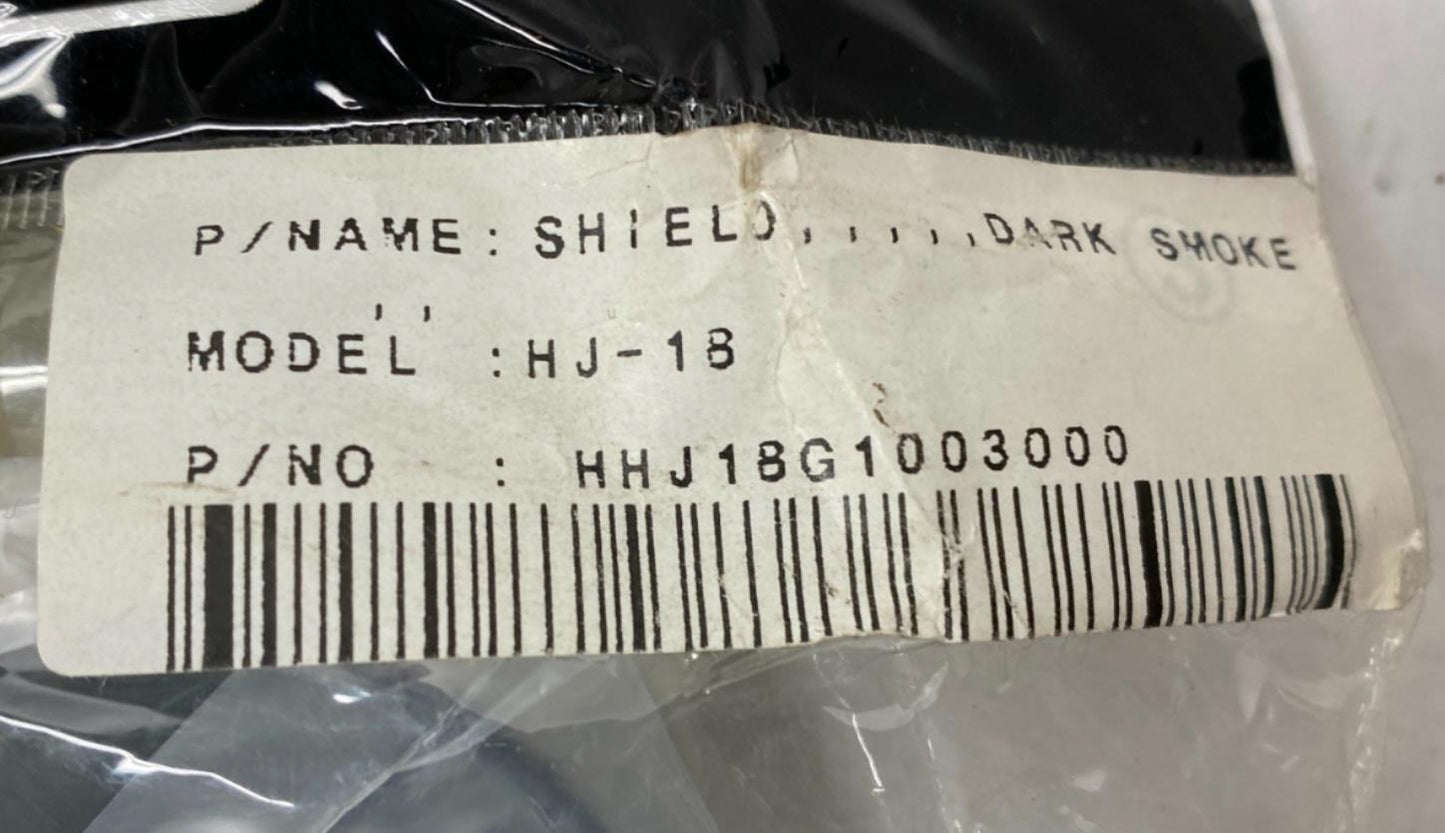 P/NAME: SHIELD,,,,,DARK SMOKE
,,
MODEL :HJ-18
P/NO : HHJ18G1003000